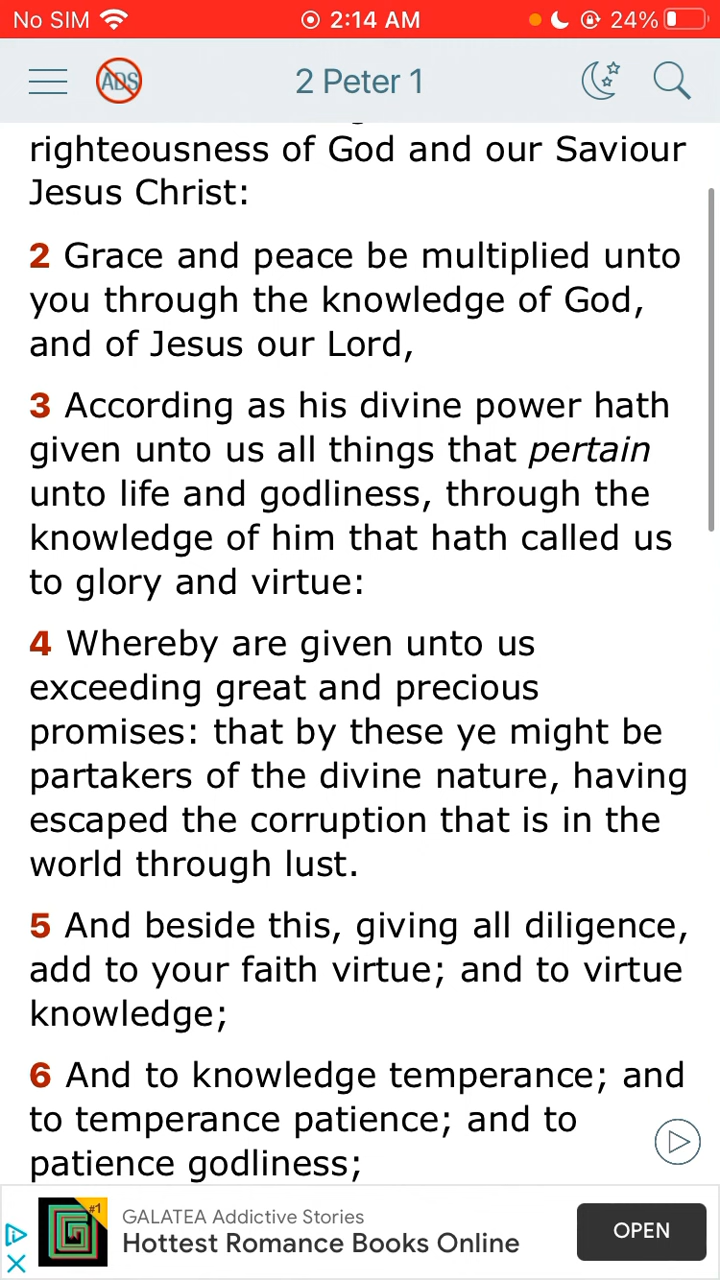 No SIM 2:14 AM 24%
ADS 2 Peter 1
righteousness of God and our Saviour
Jesus Christ:
2 Grace and peace be multiplied unto
you through the knowledge of God,
and of Jesus our Lord,
3 According as his divine power hath
given unto us all things that pertain
unto life and godliness, through the
knowledge of him that hath called us
to glory and virtue:
4 Whereby are given unto us
exceeding great and precious
promises: that by these ye might be
partakers of the divine nature, having
escaped the corruption that is in the
world through lust.
5 And beside this, giving all diligence,
add to your faith virtue; and to virtue
knowledge;
6 And to knowledge temperance; and
to temperance patience; and to
patience godliness;
#1
GALATEA Addictive Stories
Hottest Romance Books Online
OPEN